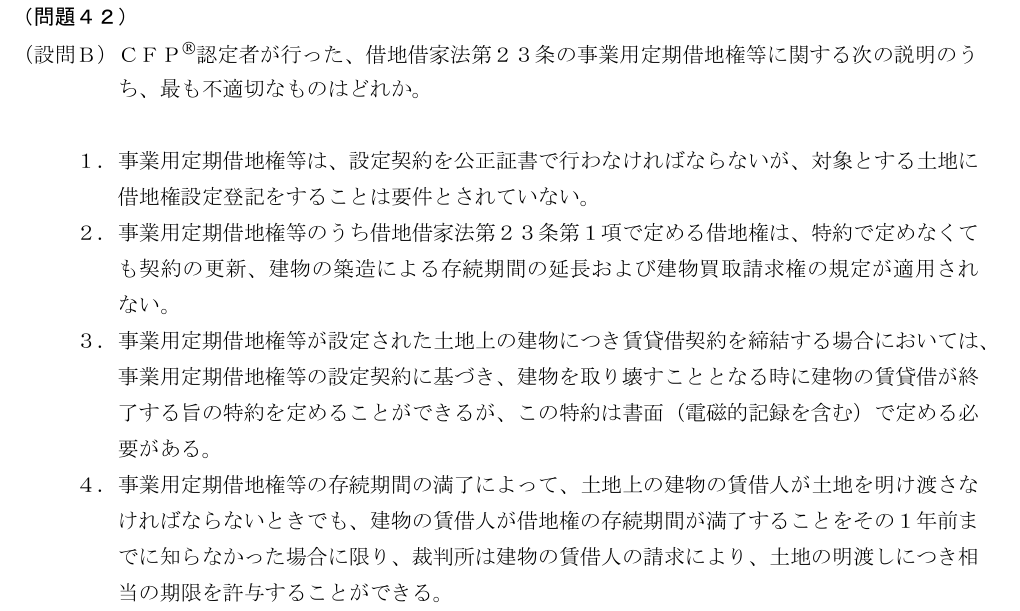 （問題４２）
（設問Ｂ）ＣＦＰ®認定者が行った、借地借家法第２３条の事業用定期借地権等に関する次の説明のう
ち、最も不適切なものはどれか。
１．事業用定期借地権等は、設定契約を公正証書で行わなければならないが、対象とする土地に
借地権設定登記をすることは要件とされていない。
２．事業用定期借地権等のうち借地借家法第２３条第１項で定める借地権は、特約で定めなくて
も契約の更新、建物の築造による存続期間の延長および建物買取請求権の規定が適用され
ない。
３．事業用定期借地権等が設定された土地上の建物につき賃貸借契約を締結する場合においては、
事業用定期借地権等の設定契約に基づき、建物を取り壊すこととなる時に建物の賃貸借が終
了する旨の特約を定めることができるが、この特約は書面（電磁的記録を含む）で定める必
要がある。
４．事業用定期借地権等の存続期間の満了によって、土地上の建物の賃借人が土地を明け渡さな
ければならないときでも、建物の賃借人が借地権の存続期間が満了することをその１年前ま
でに知らなかった場合に限り、裁判所は建物の賃借人の請求により、土地の明渡しにつき相
当の期限を許与することができる。